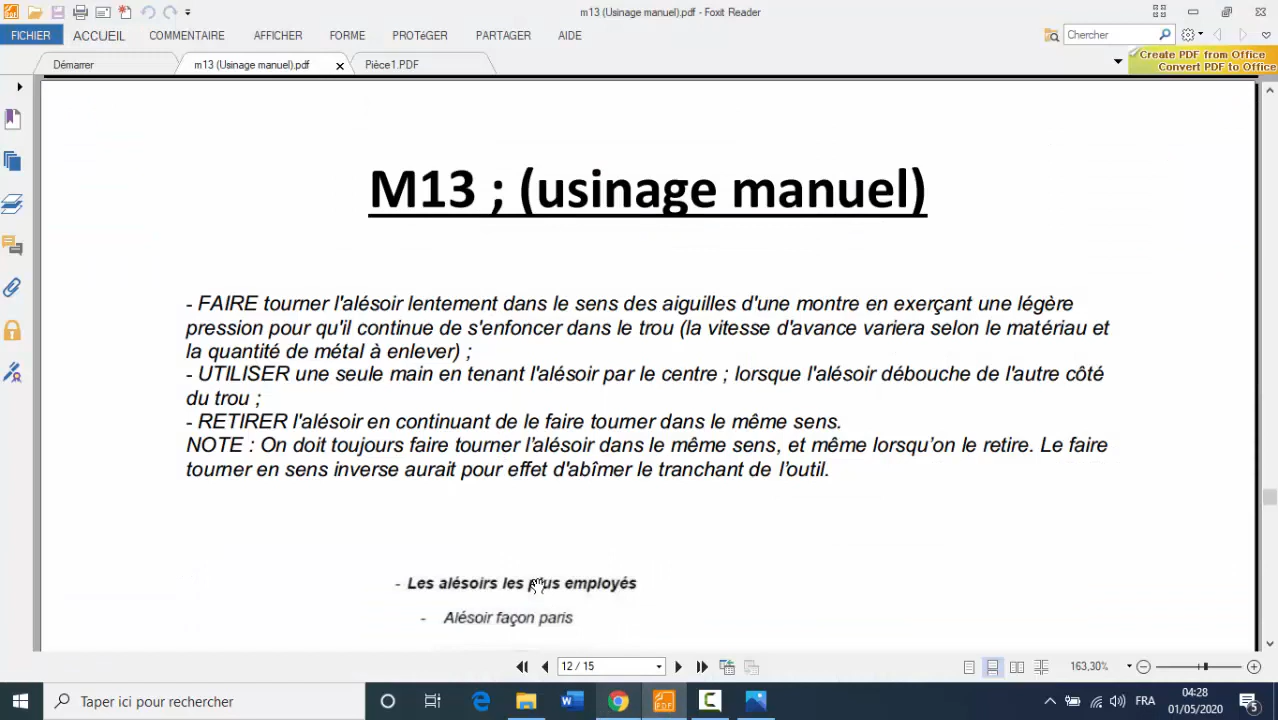 m13 (Usinage manuel).pdf - Foxit Reader
FICHIER ACCUEIL COMMENTAIRE AFFICHER FORME PROTéGER PARTAGER AIDE Chercher
Démarrer m13 (Usinage manuel).pdf Pièce1.PDF
Create PDF from Office
Convert PDF to Office
M13 ; (usinage manuel)
- FAIRE tourner l'alésoir lentement dans le sens des aiguilles d'une montre en exerçant une légère
pression pour qu'il continue de s'enfoncer dans le trou (la vitesse d'avance variera selon le matériau et
la quantité de métal à enlever) ;
- UTILISER une seule main en tenant l'alésoir par le centre ; lorsque l'alésoir débouche de l'autre côté
du trou ;
- RETIRER l'alésoir en continuant de le faire tourner dans le même sens.
NOTE : On doit toujours faire tourner l'alésoir dans le même sens, et même lorsqu'on le retire. Le faire
tourner en sens inverse aurait pour effet d'abîmer le tranchant de l'outil.
- Les alésoirs les plus employés
- Alésoir façon paris
12 / 15 163,30%
Taper ici pour rechercher FRA 04:28
01/05/2020 5